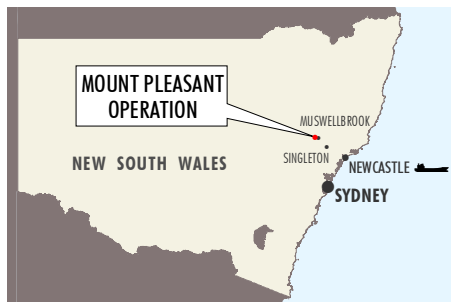 MOUNT PLEASANT
OPERATION
MUSWELLBROOK
SINGLETON
NEW SOUTH WALES
NEWCASTLE
SYDNEY